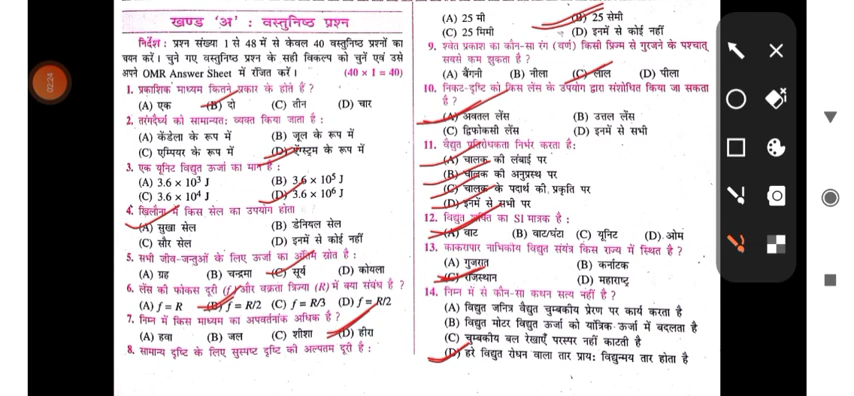 02:24
खण्ड 'अ' : वस्तुनिष्ठ प्रश्न
निर्देश : प्रश्न संख्या 1 से 48 में से केवल 40 वस्तुनिष्ठ प्रश्नों का
चयन करें। चुने गए वस्तुनिष्ठ प्रश्न के सही विकल्प को चुनें एवं उसे
अपने OMR Answer Sheet में रंजित करें। (40 × 1 = 40)
1. प्रकाशिक माध्यम कितने प्रकार के होते हैं ?
(A) एक (B) दो (C) तीन (D) चार
2. तरंगदैर्घ्य को सामान्यतः व्यक्त किया जाता है :
(A) केंडेला के रूप में (B) जूल के रूप में
(C) एम्पियर के रूप में (D) ऐंग्स्ट्रम के रूप में
3. एक यूनिट विद्युत ऊर्जा का मान है :
(A) 3.6 × 10³ J (B) 3.6 × 10⁵ J
(C) 3.6 × 10⁴ J (D) 3.6 × 10⁶ J
4. खिलौना में किस सेल का उपयोग होता
(A) सुखा सेल (B) डेनियल सेल
(C) सौर सेल (D) इनमें से कोई नहीं
5. सभी जीव-जन्तुओं के लिए ऊर्जा का अंतिम स्रोत है :
(A) ग्रह (B) चन्द्रमा (C) सूर्य (D) कोयला
6. लेंस की फोकस दूरी (f) और वक्रता त्रिज्या (R) में क्या संबंध है ?
(A) f = R (B) f = R/2 (C) f = R/3 (D) f = R/2
7. निम्न में किस माध्यम का अपवर्तनांक अधिक है ?
(A) हवा (B) जल (C) शीशा (D) हीरा
8. सामान्य दृष्टि के लिए सुस्पष्ट दृष्टि की अल्पतम दूरी है :
(A) 25 मी (B) 25 सेमी
(C) 25 मिमी (D) इनमें से कोई नहीं
9. श्वेत प्रकाश का कौन-सा रंग (वर्ण) किसी प्रिज्म से गुजरने के पश्चात्
सबसे कम झुकता है ?
(A) बैंगनी (B) नीला (C) लाल (D) पीला
10. निकट-दृष्टि को किस लेंस के उपयोग द्वारा संशोधित किया जा सकता
है ?
(A) अवतल लेंस (B) उत्तल लेंस
(C) द्विफोकसी लेंस (D) इनमें से सभी
11. वैद्युत प्रतिरोधकता निर्भर करता है:
(A) चालक की लंबाई पर
(B) चालक की अनुप्रस्थ पर
(C) चालक के पदार्थ की प्रकृति पर
(D) इनमें से सभी पर
12. विद्युत शक्ति का SI मात्रक है :
(A) वाट (B) वाट/घंटा (C) यूनिट (D) ओम
13. काकरापार नाभिकीय विद्युत संयंत्र किस राज्य में स्थित है ?
(A) गुजरात (B) कर्नाटक
(C) राजस्थान (D) महाराष्ट्र
14. निम्न में से कौन-सा कथन सत्य नहीं है ?
(A) विद्युत जनित्र वैद्युत चुम्बकीय प्रेरण पर कार्य करता है
(B) विद्युत मोटर विद्युत ऊर्जा को यांत्रिक ऊर्जा में बदलता है
(C) चुम्बकीय बल रेखाएँ परस्पर नहीं काटती है
(D) हरे विद्युत रोधन वाला तार प्रायः विद्युन्मय तार होता है